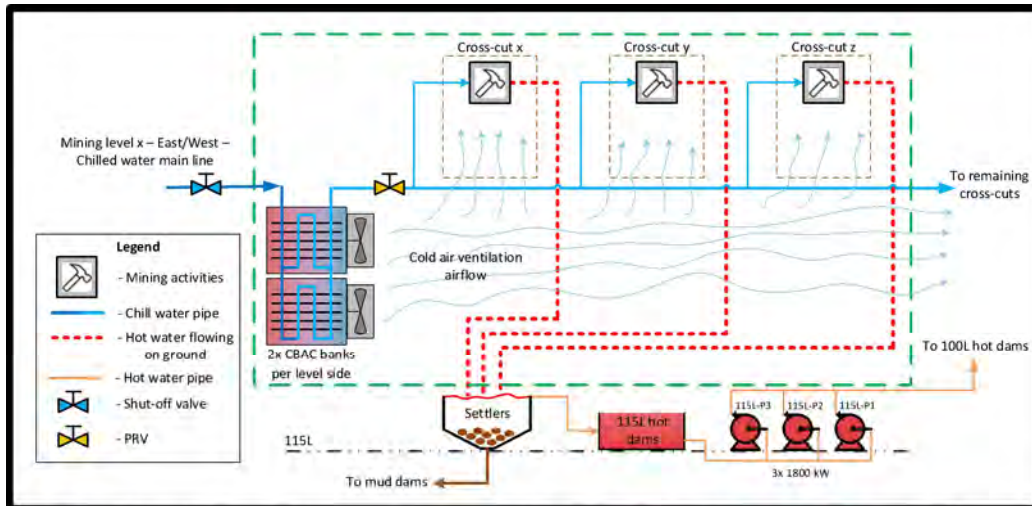 Cross-cut x
Cross-cut y
Cross-cut z
Mining level x – East/West –
Chilled water main line
To remaining
cross-cuts
Cold air ventilation
airflow
Legend
- Mining activities
- Chill water pipe
- Hot water flowing
on ground
- Hot water pipe
- Shut-off valve
- PRV
2x CBAC banks
per level side
To 100L hot dams
Settlers
115L hot
dams
115L-P3
115L-P2
115L-P1
115L
3x 1800 kW
To mud dams